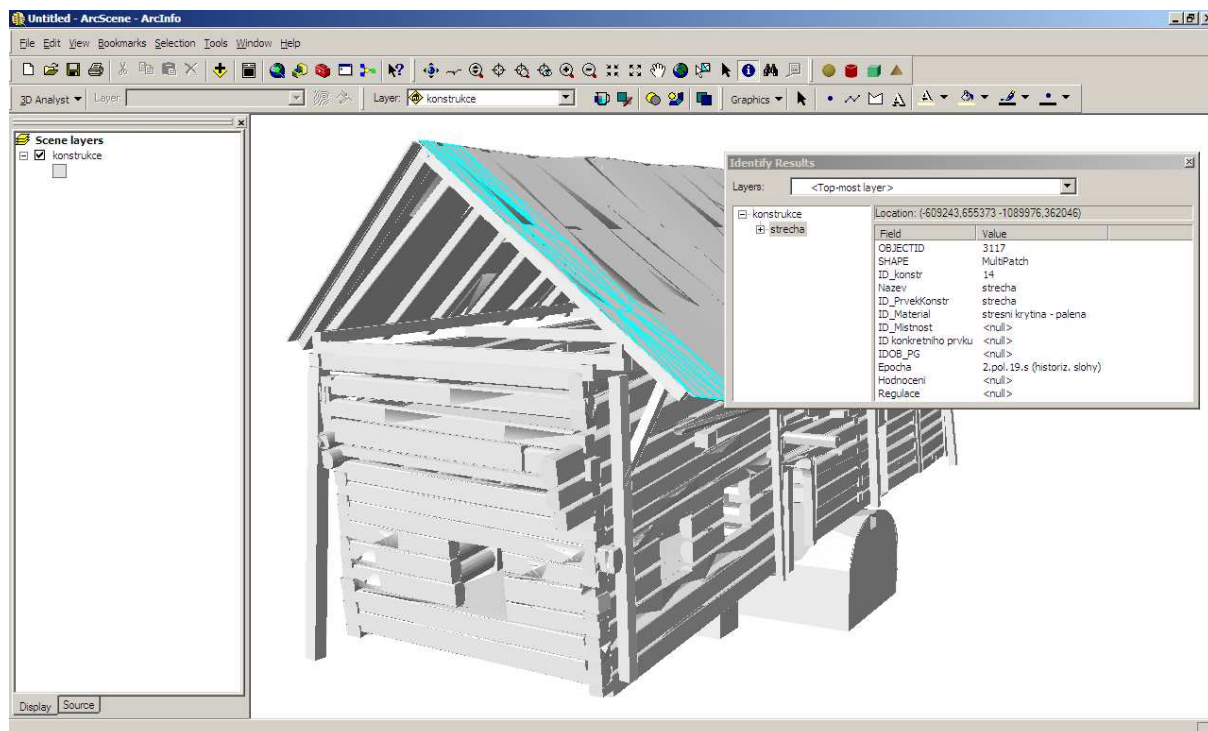 Untitled - ArcScene - ArcInfo
File Edit View Bookmarks Selection Tools Window Help
3D Analyst Layer: Layer: konstrukce Graphics
Scene layers
konstrukce
Identify Results
Layers: <Top-most layer>
konstrukce
strecha
Location: (-609243,655373 -1089976,362046)
Field Value
OBJECTID 3117
SHAPE MultiPatch
ID_konstr 14
Nazev strecha
ID_PrvekKonstr strecha
ID_Material stresni krytina - palena
ID_Mistnost <null>
ID konkretniho prvku <null>
IDOB_PG <null>
Epocha 2.pol.19.s (historiz. slohy)
Hodnoceni <null>
Regulace <null>
Display Source